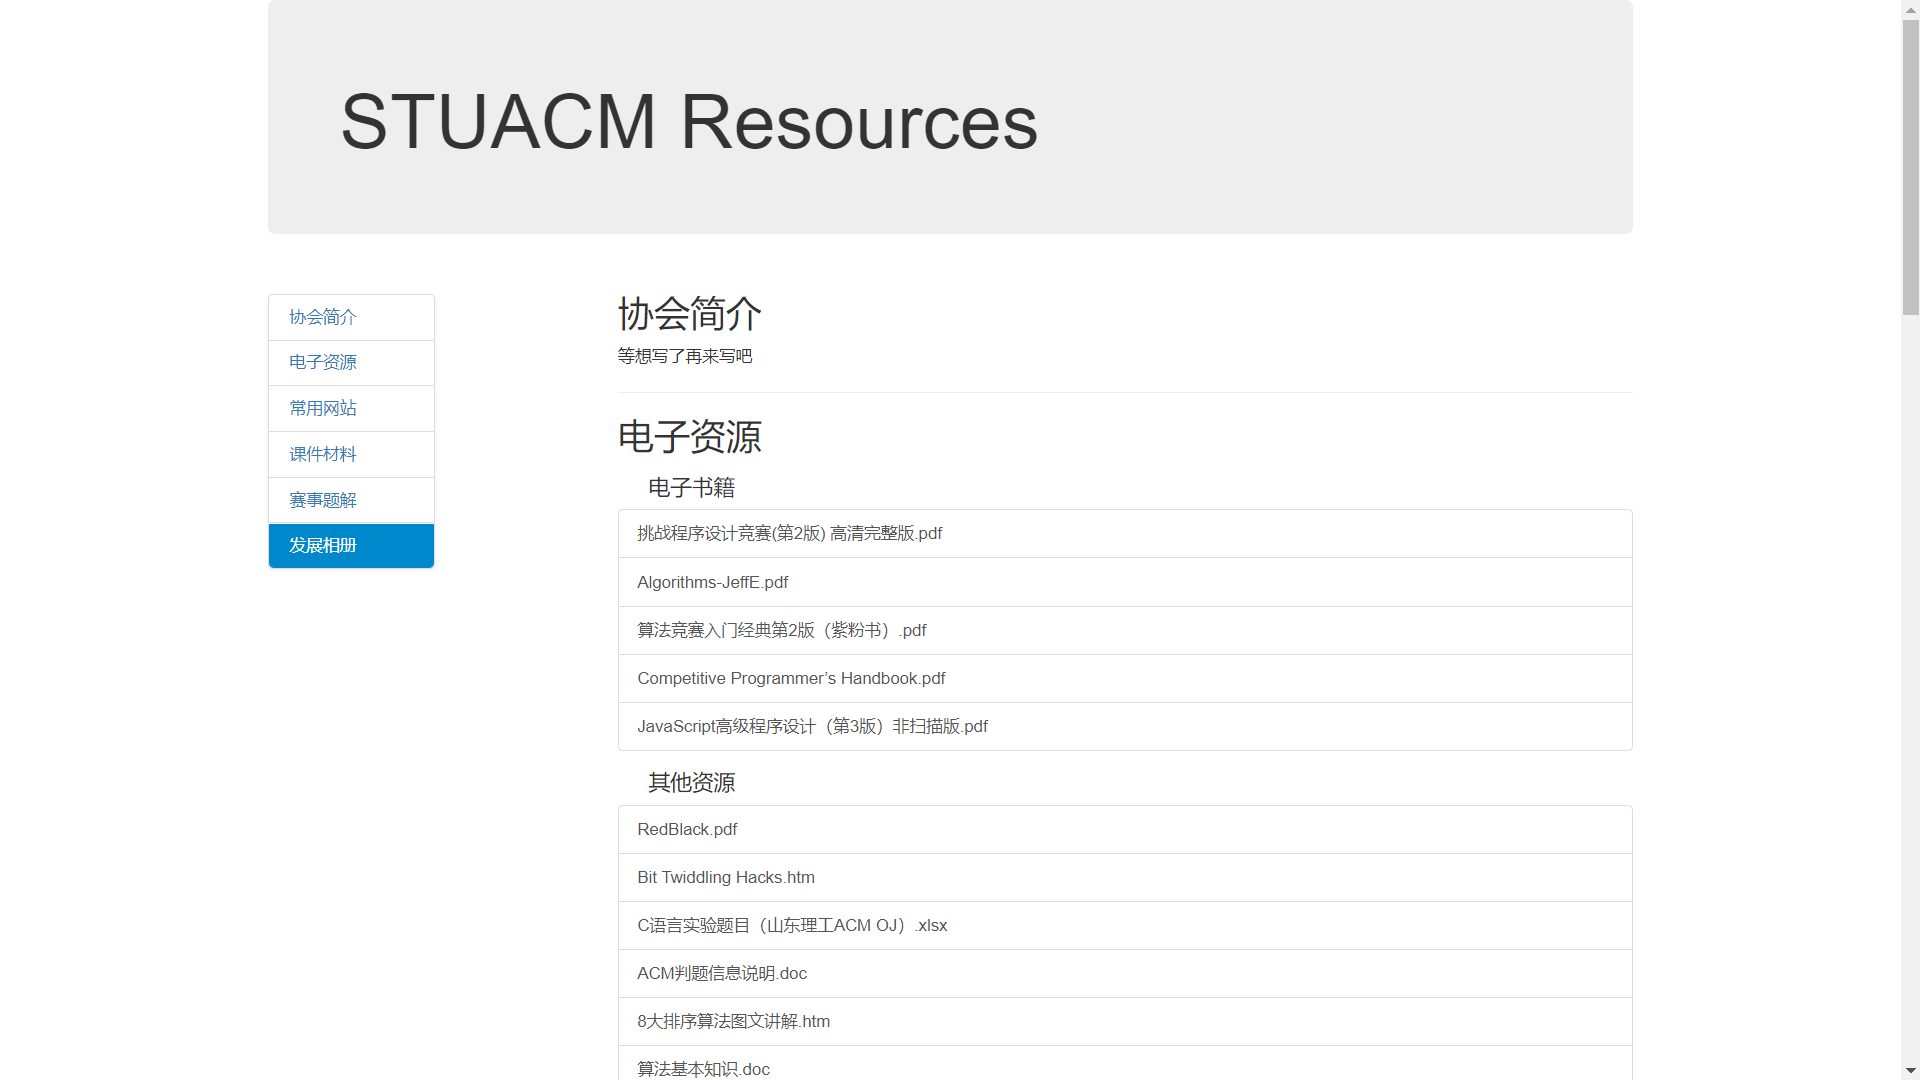 STUACM Resources
协会简介
电子资源
常用网站
课件材料
赛事题解
发展相册
协会简介
等想写了再来写吧
电子资源
电子书籍
挑战程序设计竞赛(第2版) 高清完整版.pdf
Algorithms-JeffE.pdf
算法竞赛入门经典第2版（紫粉书）.pdf
Competitive Programmer’s Handbook.pdf
JavaScript高级程序设计（第3版）非扫描版.pdf
其他资源
RedBlack.pdf
Bit Twiddling Hacks.htm
C语言实验题目（山东理工ACM OJ）.xlsx
ACM判题信息说明.doc
8大排序算法图文讲解.htm
算法基本知识.doc